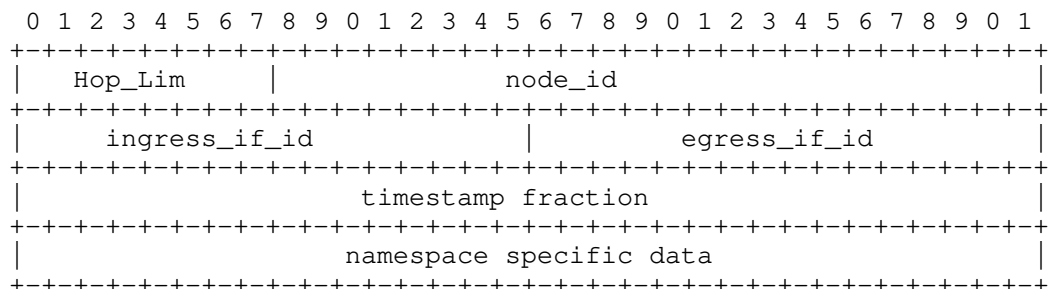 0 1 2 3 4 5 6 7 8 9 0 1 2 3 4 5 6 7 8 9 0 1 2 3 4 5 6 7 8 9 0 1
+-+-+-+-+-+-+-+-+-+-+-+-+-+-+-+-+-+-+-+-+-+-+-+-+-+-+-+-+-+-+-+-+
| Hop_Lim | node_id |
+-+-+-+-+-+-+-+-+-+-+-+-+-+-+-+-+-+-+-+-+-+-+-+-+-+-+-+-+-+-+-+-+
| ingress_if_id | egress_if_id |
+-+-+-+-+-+-+-+-+-+-+-+-+-+-+-+-+-+-+-+-+-+-+-+-+-+-+-+-+-+-+-+-+
| timestamp fraction |
+-+-+-+-+-+-+-+-+-+-+-+-+-+-+-+-+-+-+-+-+-+-+-+-+-+-+-+-+-+-+-+-+
| namespace specific data |
+-+-+-+-+-+-+-+-+-+-+-+-+-+-+-+-+-+-+-+-+-+-+-+-+-+-+-+-+-+-+-+-+